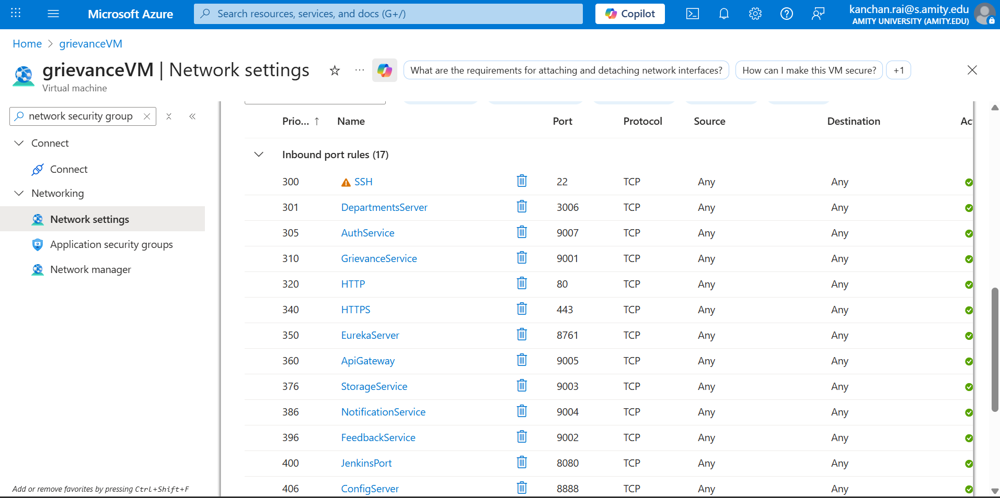 Microsoft Azure
Search resources, services, and docs (G+/)
Copilot
kanchan.rai@s.amity.edu
AMITY UNIVERSITY (AMITY.EDU)
Home > grievanceVM
grievanceVM | Network settings
Virtual machine
What are the requirements for attaching and detaching network interfaces?
How can I make this VM secure?
+1
network security group
Connect
Connect
Networking
Network settings
Application security groups
Network manager
Add or remove favorites by pressing Ctrl+Shift+F
Prio... ↑ Name Port Protocol Source Destination Ac
Inbound port rules (17)
300 SSH 22 TCP Any Any
301 DepartmentsServer 3006 TCP Any Any
305 AuthService 9007 TCP Any Any
310 GrievanceService 9001 TCP Any Any
320 HTTP 80 TCP Any Any
340 HTTPS 443 TCP Any Any
350 EurekaServer 8761 TCP Any Any
360 ApiGateway 9005 TCP Any Any
376 StorageService 9003 TCP Any Any
386 NotificationService 9004 TCP Any Any
396 FeedbackService 9002 TCP Any Any
400 JenkinsPort 8080 TCP Any Any
406 ConfigServer 8888 TCP Any Any